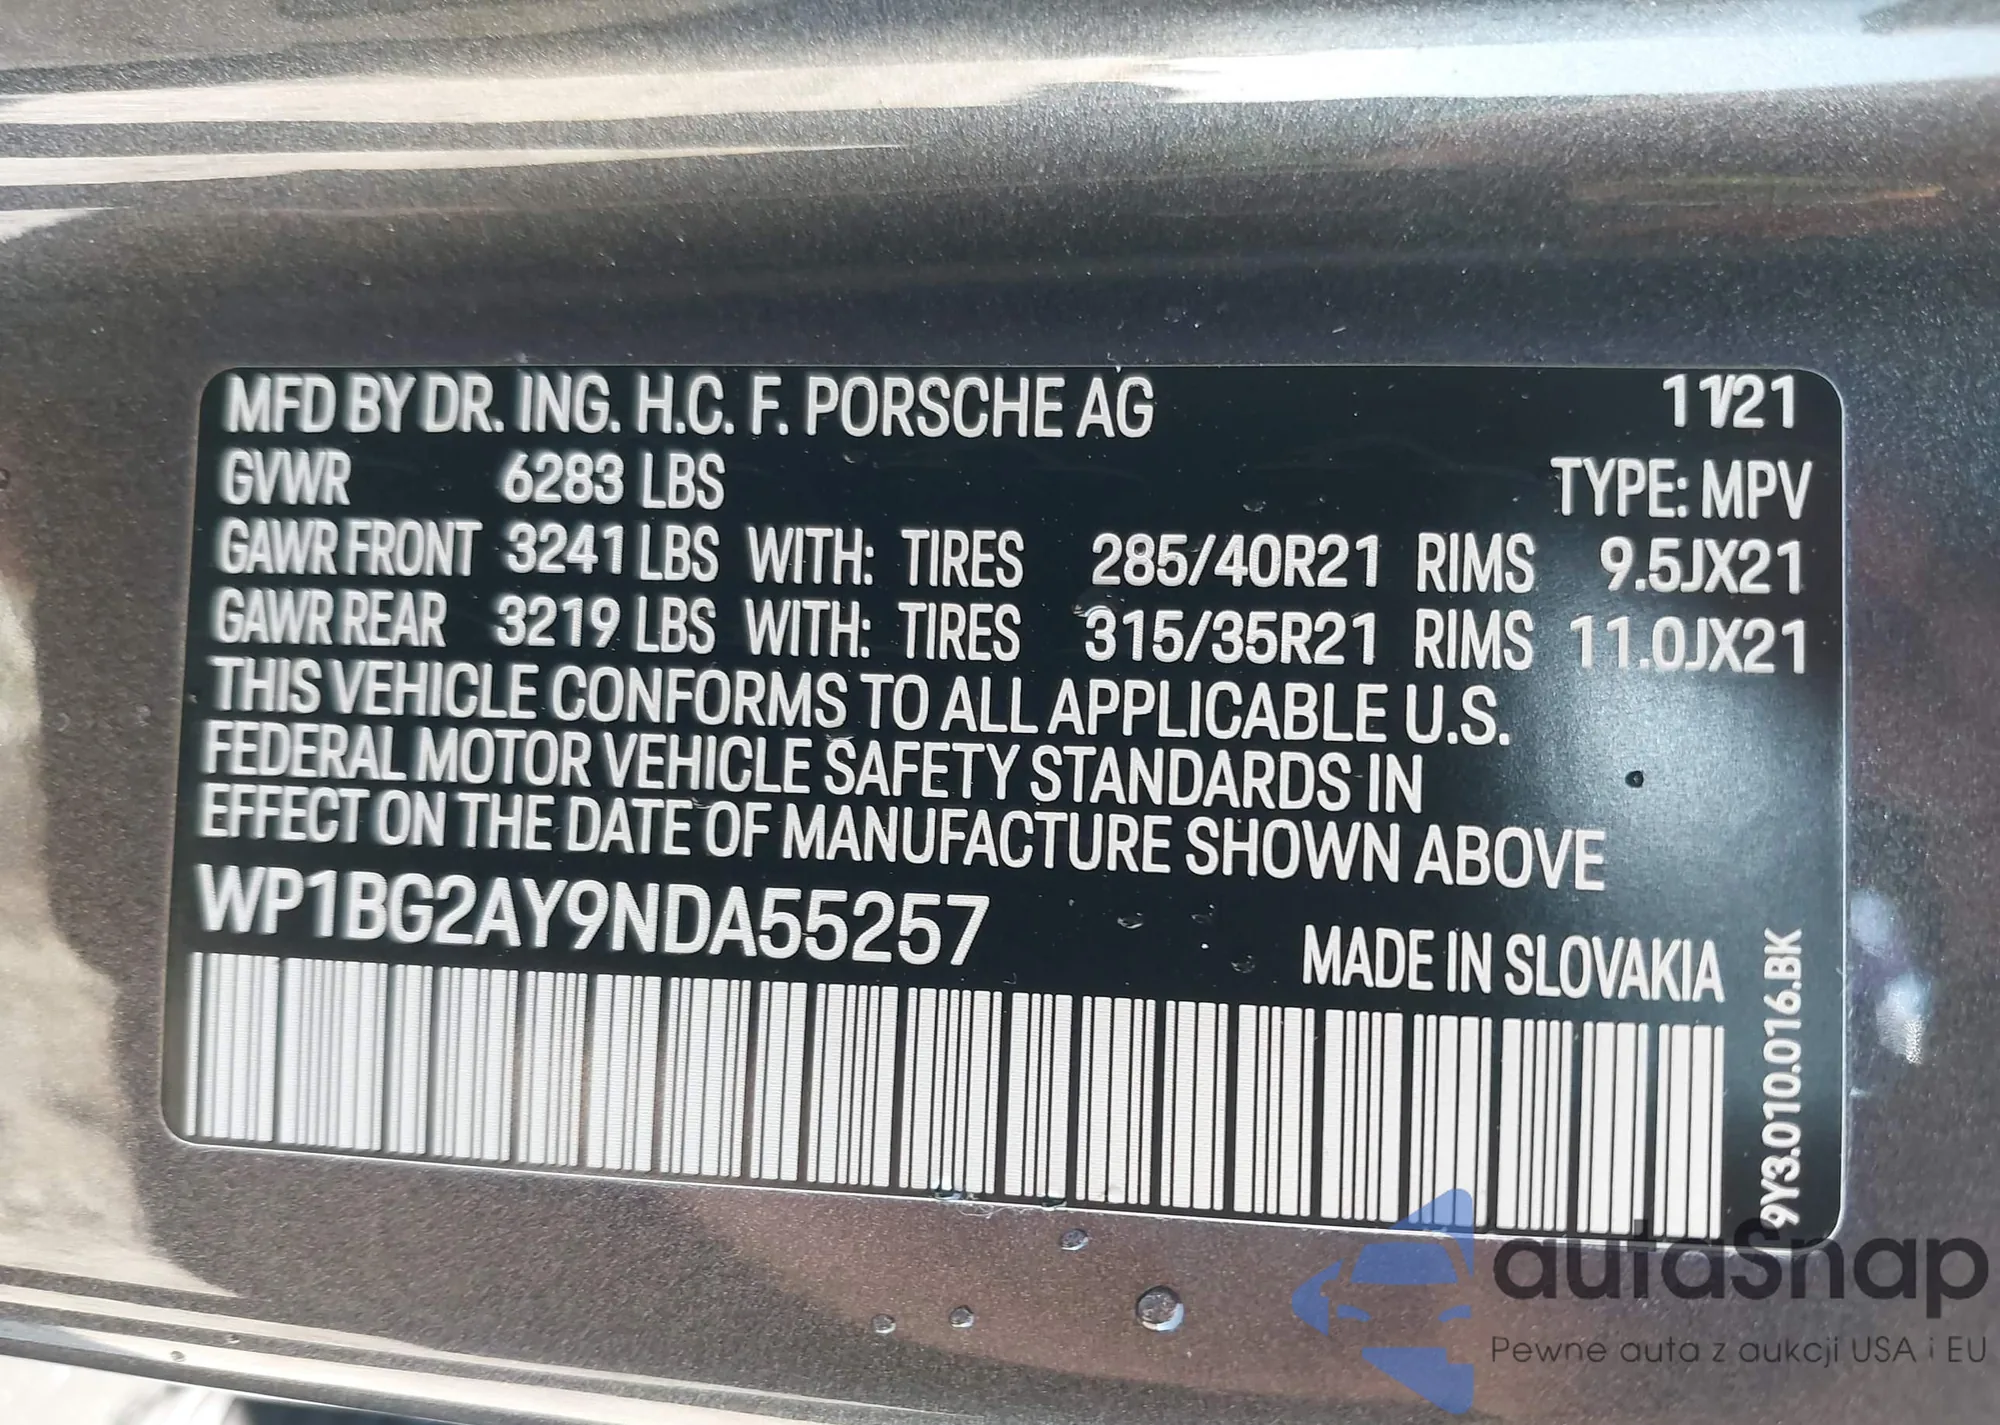 MFD BY DR. ING. H.C. F. PORSCHE AG 11/21
GVWR 6283 LBS TYPE: MPV
GAWR FRONT 3241 LBS WITH: TIRES 285/40R21 RIMS 9.5JX21
GAWR REAR 3219 LBS WITH: TIRES 315/35R21 RIMS 11.0JX21
THIS VEHICLE CONFORMS TO ALL APPLICABLE U.S.
FEDERAL MOTOR VEHICLE SAFETY STANDARDS IN
EFFECT ON THE DATE OF MANUFACTURE SHOWN ABOVE
WP1BG2AY9NDA55257
MADE IN SLOVAKIA
9Y3.010.016.BK
autaSnap
Pewne auta z aukcji USA i EU